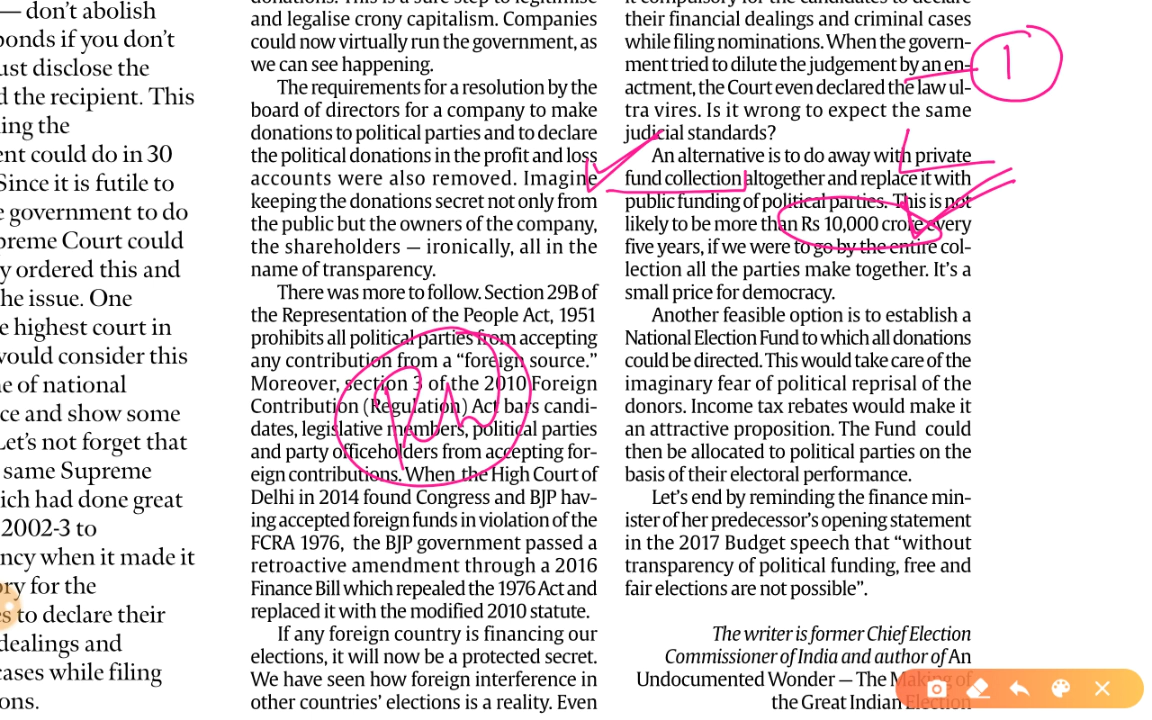 — don't abolish
bonds if you don't
ust disclose the
d the recipient. This
ing the
ent could do in 30
Since it is futile to
e government to do
preme Court could
y ordered this and
he issue. One
e highest court in
would consider this
e of national
ce and show some
Let's not forget that
same Supreme
ich had done great
2002-3 to
ncy when it made it
ory for the
es to declare their
dealings and
cases while filing
ons.
donations. This is a sure step to legitimise
and legalise crony capitalism. Companies
could now virtually run the government, as
we can see happening.
The requirements for a resolution by the
board of directors for a company to make
donations to political parties and to declare
the political donations in the profit and loss
accounts were also removed. Imagine
keeping the donations secret not only from
the public but the owners of the company,
the shareholders — ironically, all in the
name of transparency.
There was more to follow. Section 29B of
the Representation of the People Act, 1951
prohibits all political parties from accepting
any contribution from a “foreign source.”
Moreover, section 3 of the 2010 Foreign
Contribution (Regulation) Act bars candi-
dates, legislative members, political parties
and party officeholders from accepting for-
eign contributions. When the High Court of
Delhi in 2014 found Congress and BJP hav-
ing accepted foreign funds in violation of the
FCRA 1976, the BJP government passed a
retroactive amendment through a 2016
Finance Bill which repealed the 1976 Act and
replaced it with the modified 2010 statute.
If any foreign country is financing our
elections, it will now be a protected secret.
We have seen how foreign interference in
other countries' elections is a reality. Even
it compulsory for the candidates to declare
their financial dealings and criminal cases
while filing nominations. When the govern-
ment tried to dilute the judgement by an en-
actment, the Court even declared the law ul-
tra vires. Is it wrong to expect the same
judicial standards?
An alternative is to do away with private
fund collection altogether and replace it with
public funding of political parties. This is not
likely to be more than Rs 10,000 crore every
five years, if we were to go by the entire col-
lection all the parties make together. It's a
small price for democracy.
Another feasible option is to establish a
National Election Fund to which all donations
could be directed. This would take care of the
imaginary fear of political reprisal of the
donors. Income tax rebates would make it
an attractive proposition. The Fund could
then be allocated to political parties on the
basis of their electoral performance.
Let's end by reminding the finance min-
ister of her predecessor's opening statement
in the 2017 Budget speech that “without
transparency of political funding, free and
fair elections are not possible”.
The writer is former Chief Election
Commissioner of India and author of An
Undocumented Wonder — The Making of
the Great Indian Election
1